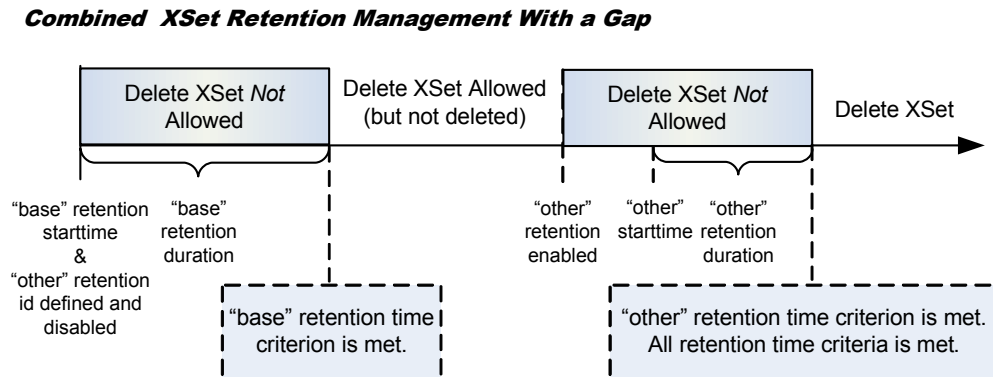 Combined XSet Retention Management With a Gap
Delete XSet Not
Allowed
Delete XSet Allowed
(but not deleted)
Delete XSet Not
Allowed
Delete XSet
“base” retention
starttime
&
“other” retention
id defined and
disabled
“base”
retention
duration
“other”
retention
enabled
“other”
starttime
“other”
retention
duration
“base” retention time
criterion is met.
“other” retention time criterion is met.
All retention time criteria is met.